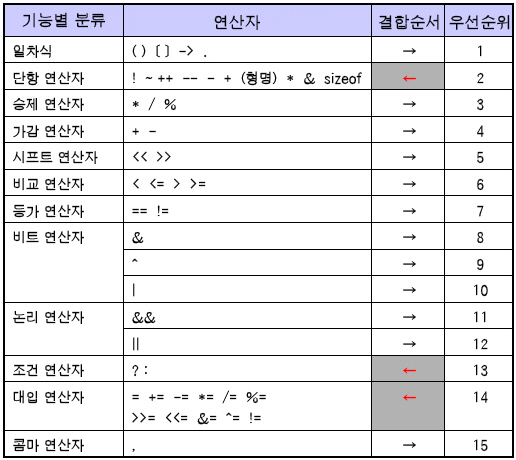 기능별 분류 연산자 결합순서 우선순위
일차식 () [] -> . → 1
단항 연산자 ! ~ ++ -- - + (형명) * & sizeof ← 2
승제 연산자 * / % → 3
가감 연산자 + - → 4
시프트 연산자 << >> → 5
비교 연산자 < <= > >= → 6
등가 연산자 == != → 7
비트 연산자 & → 8
^ → 9
| → 10
논리 연산자 && → 11
|| → 12
조건 연산자 ? : ← 13
대입 연산자 = += -= *= /= %= ← 14
>>= <<= &= ^= !=
콤마 연산자 , → 15